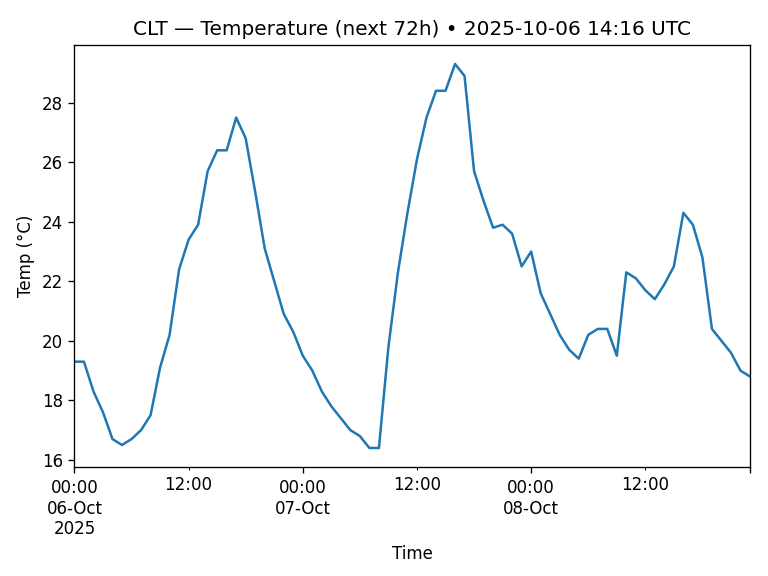 CLT — Temperature (next 72h) • 2025-10-06 14:16 UTC
Temp (°C)
28
26
24
22
20
18
16
00:00 12:00 00:00 12:00 00:00 12:00
06-Oct 07-Oct 08-Oct
2025
Time